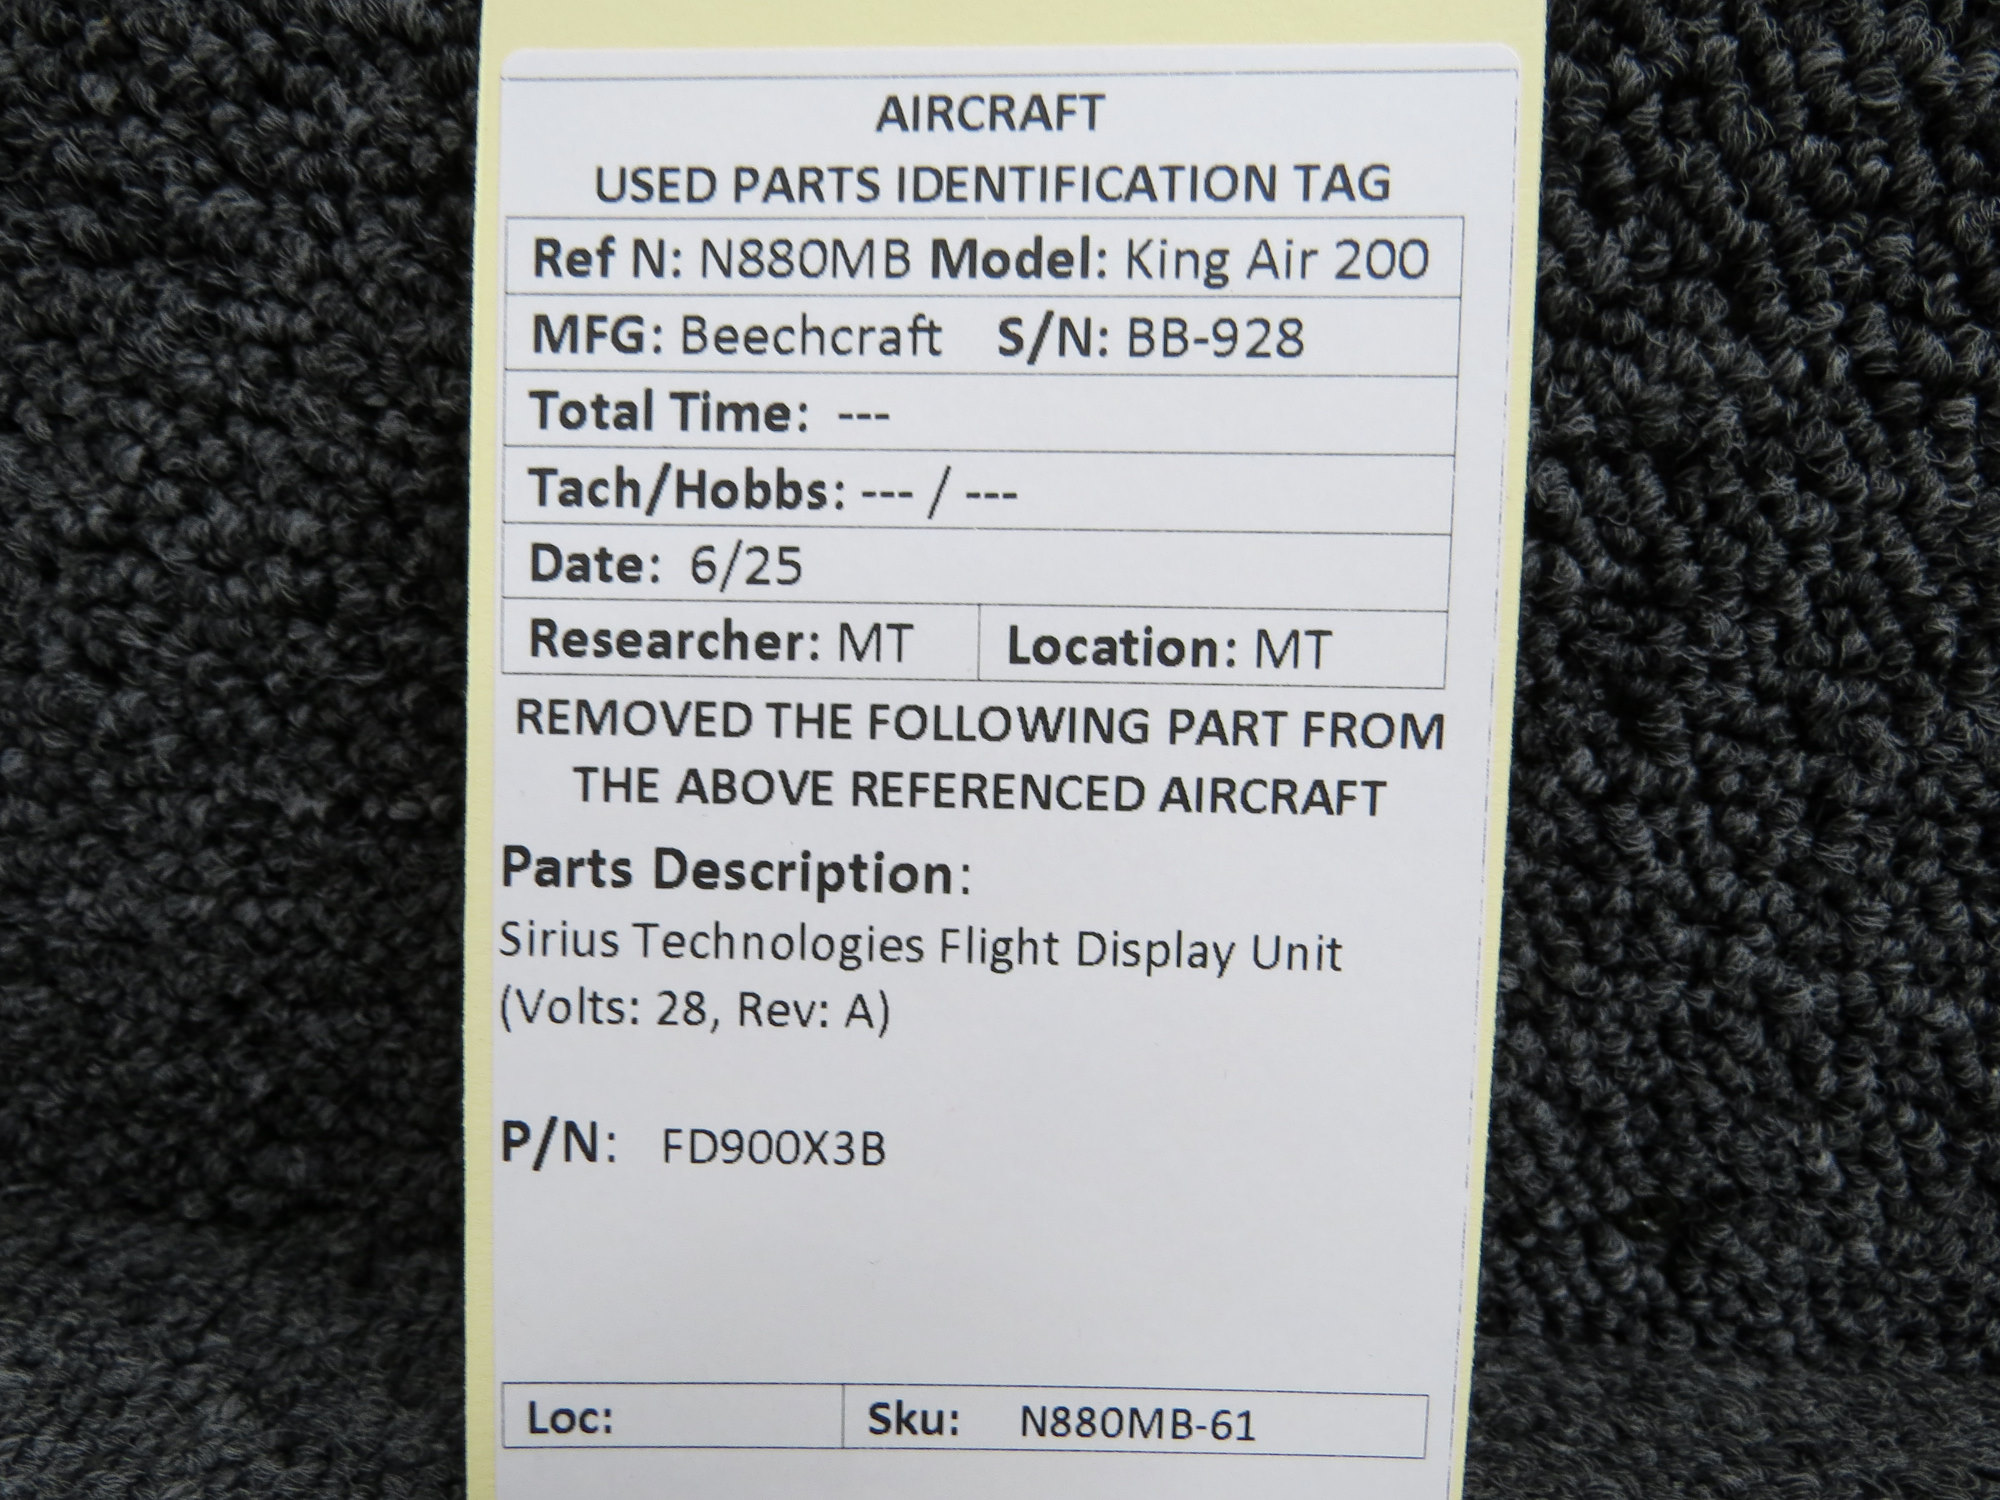 AIRCRAFT
USED PARTS IDENTIFICATION TAG
Ref N: N880MB Model: King Air 200
MFG: Beechcraft S/N: BB-928
Total Time: ---
Tach/Hobbs: --- / ---
Date: 6/25
Researcher: MT Location: MT
REMOVED THE FOLLOWING PART FROM
THE ABOVE REFERENCED AIRCRAFT
Parts Description:
Sirius Technologies Flight Display Unit
(Volts: 28, Rev: A)
P/N: FD900X3B
Loc: Sku: N880MB-61